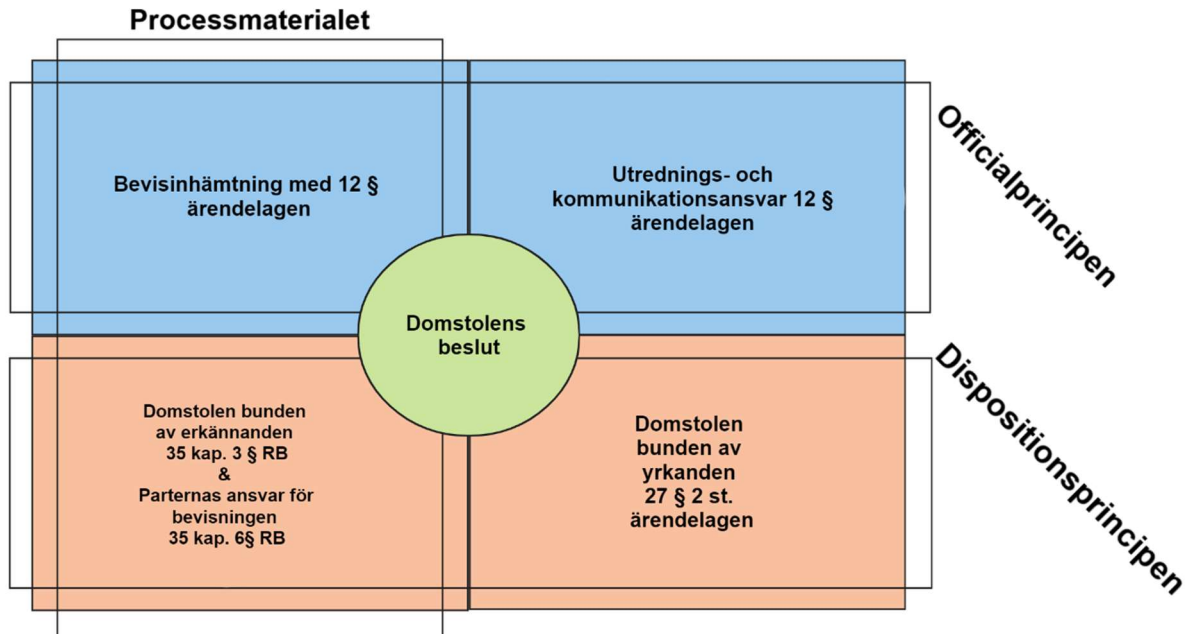 Processmaterialet
Bevisinhämtning med 12 §
ärendelagen
Utrednings- och
kommunikationsansvar 12 §
ärendelagen
Officialprincipen
Domstolens
beslut
Domstolen bunden
av erkännanden
35 kap. 3 § RB
&
Parternas ansvar för
bevisningen
35 kap. 6§ RB
Domstolen
bunden av
yrkanden
27 § 2 st.
ärendelagen
Dispositionsprincipen